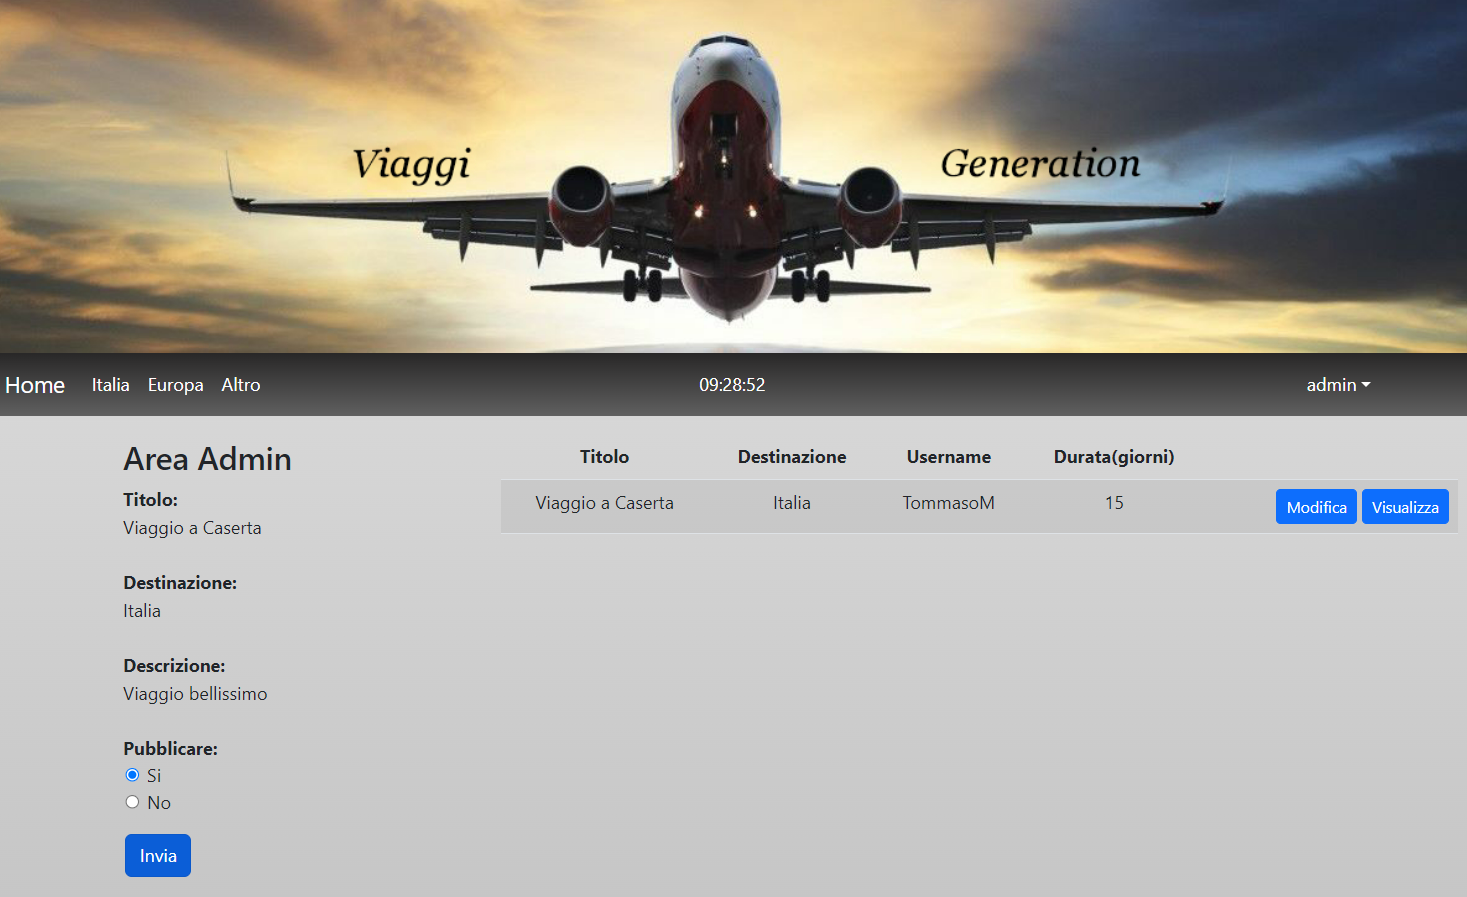 Viaggi Generation
Home Italia Europa Altro 09:28:52 admin
Area Admin
Titolo:
Viaggio a Caserta
Destinazione:
Italia
Descrizione:
Viaggio bellissimo
Pubblicare:
Si
No
Invia
Titolo Destinazione Username Durata(giorni)
Viaggio a Caserta Italia TommasoM 15 Modifica Visualizza